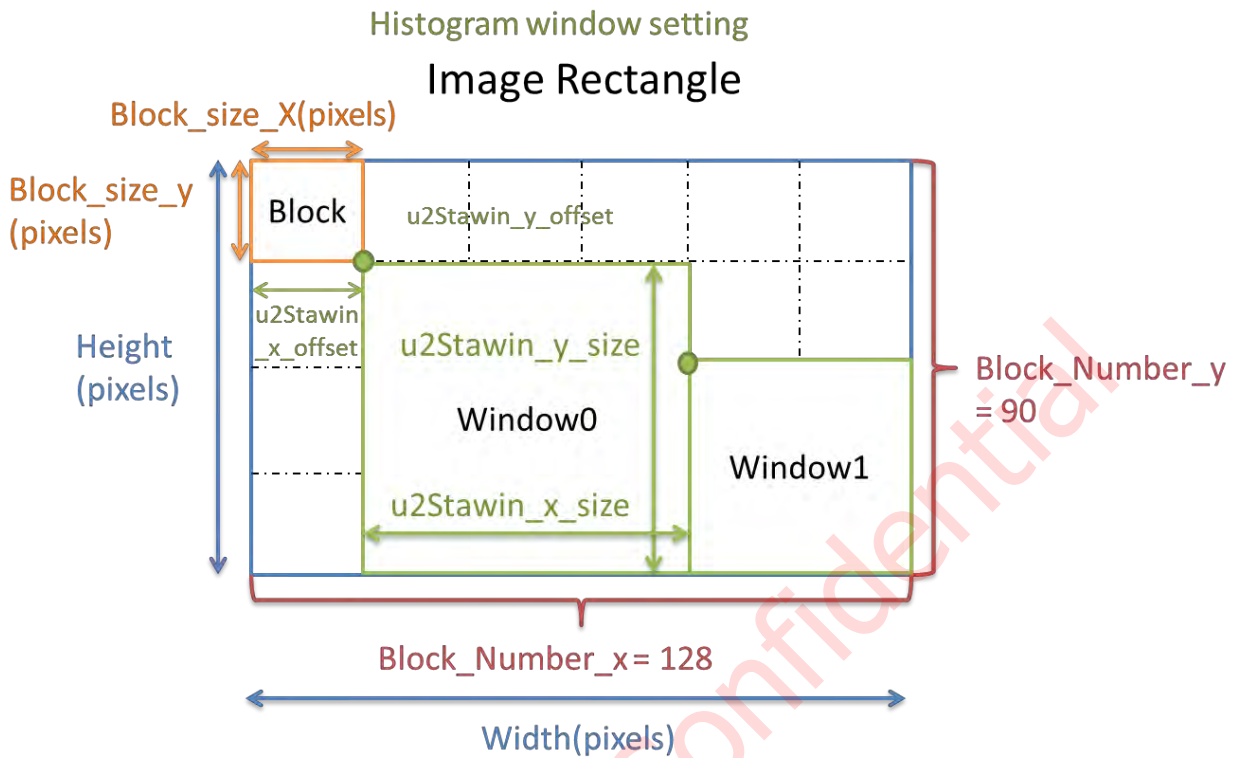 Histogram window setting
Image Rectangle
Block_size_X(pixels)
Block_size_y
(pixels)
Block
u2Stawin_y_offset
u2Stawin
_x_offset
Height
(pixels)
u2Stawin_y_size
Window0
u2Stawin_x_size
Window1
Block_Number_y
= 90
Block_Number_x = 128
Width(pixels)
Confidential